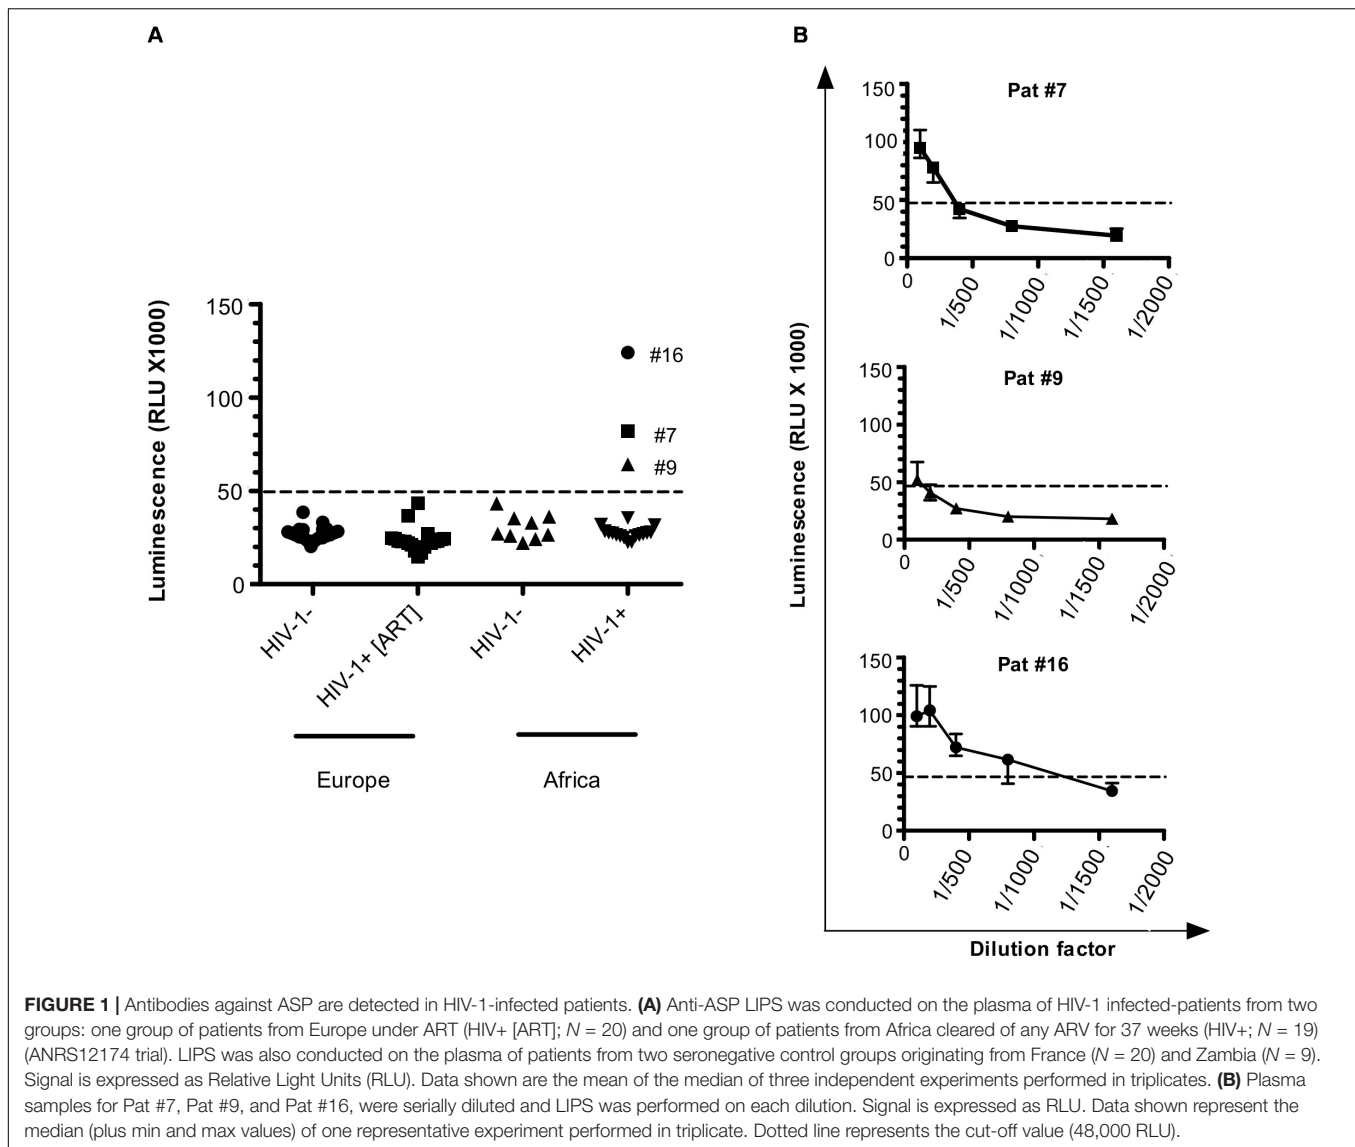 A
Luminescence (RLU X1000)
150
100
50
0
#16
#7
#9
HIV-1-
HIV-1+ [ART]
HIV-1-
HIV-1+
Europe
Africa
B
Luminescence (RLU X 1000)
Pat #7
150
100
50
0
0
1/500
1/1000
1/1500
1/2000
Pat #9
150
100
50
0
0
1/500
1/1000
1/1500
1/2000
Pat #16
150
100
50
0
0
1/500
1/1000
1/1500
1/2000
Dilution factor
FIGURE 1 | Antibodies against ASP are detected in HIV-1-infected patients. (A) Anti-ASP LIPS was conducted on the plasma of HIV-1 infected-patients from two
groups: one group of patients from Europe under ART (HIV+ [ART]; N = 20) and one group of patients from Africa cleared of any ARV for 37 weeks (HIV+; N = 19)
(ANRS12174 trial). LIPS was also conducted on the plasma of patients from two seronegative control groups originating from France (N = 20) and Zambia (N = 9).
Signal is expressed as Relative Light Units (RLU). Data shown are the mean of the median of three independent experiments performed in triplicates. (B) Plasma
samples for Pat #7, Pat #9, and Pat #16, were serially diluted and LIPS was performed on each dilution. Signal is expressed as RLU. Data shown represent the
median (plus min and max values) of one representative experiment performed in triplicate. Dotted line represents the cut-off value (48,000 RLU).